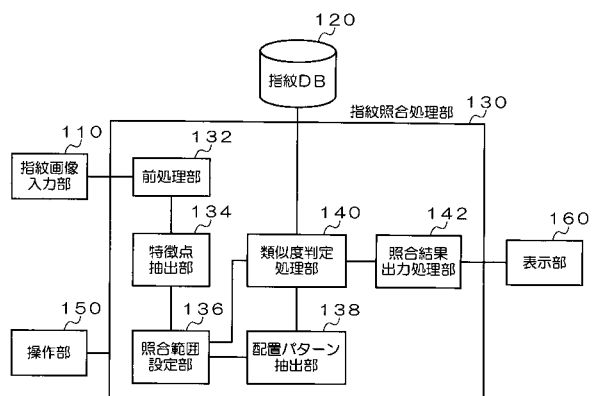 120
指紋DB
指紋照合処理部
130
110
指紋画像
入力部
132
前処理部
134
特徴点
抽出部
140
類似度判定
処理部
142
照合結果
出力処理部
160
表示部
150
操作部
136
照合範囲
設定部
138
配置パターン
抽出部